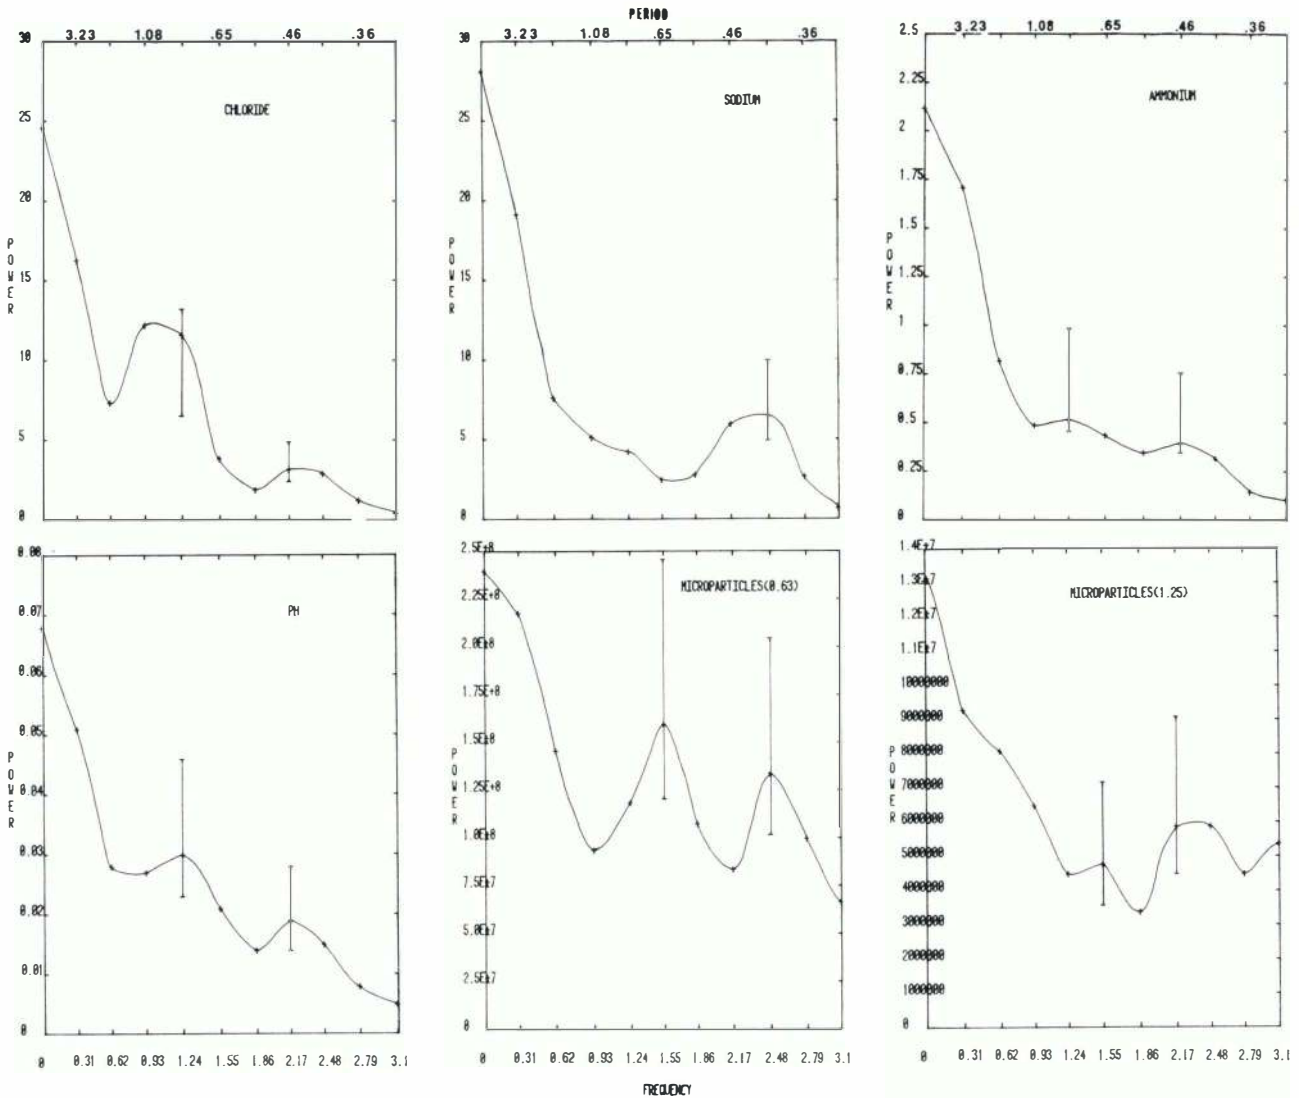 PERIOD
3.23 1.08 .65 .46 .36
3.23 1.08 .65 .46 .36
3.23 1.08 .65 .46 .36
CHLORIDE
30
25
20
15
10
5
0
POWER
SODIUM
30
25
20
15
10
5
0
POWER
AMMONIUM
2.5
2.25
2
1.75
1.5
1.25
1
0.75
0.5
0.25
0
POWER
PH
0.08
0.07
0.06
0.05
0.04
0.03
0.02
0.01
0
POWER
0 0.31 0.62 0.93 1.24 1.55 1.86 2.17 2.48 2.79 3.1
MICROPARTICLES(0.63)
2.5E+8
2.25E+8
2.0E+8
1.75E+8
1.5E+8
1.25E+8
1.0E+8
7.5E+7
5.0E+7
2.5E+7
0
POWER
0 0.31 0.62 0.93 1.24 1.55 1.86 2.17 2.48 2.79 3.1
MICROPARTICLES(1.25)
1.4E+7
1.3E+7
1.2E+7
1.1E+7
10000000
9000000
8000000
7000000
6000000
5000000
4000000
3000000
2000000
1000000
0
POWER
0 0.31 0.62 0.93 1.24 1.55 1.86 2.17 2.48 2.79 3.1
FREQUENCY